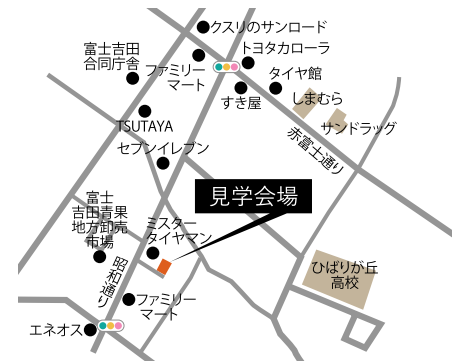 クスリのサンロード
富士吉田
合同庁舎
ファミリー
マート
トヨタカローラ
タイヤ館
すき屋
しまむら
サンドラッグ
TSUTAYA
赤富士通り
セブンイレブン
見学会場
富士
吉田青果
地方卸売
市場
ミスター
タイヤマン
昭和通り
ひばりが丘
高校
ファミリー
マート
エネオス